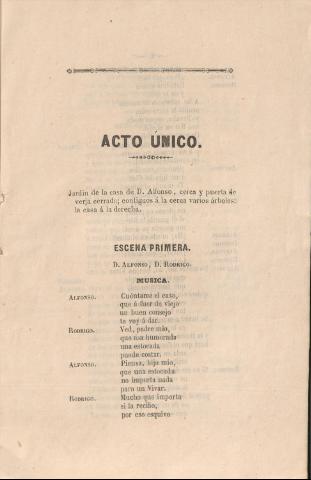 ACTO ÚNICO.
Jardin de la casa de D. Alfonso, cerca y puerta de
verja cerrada; contiguos á la cerca varios árboles:
la casa á la derecha.
ESCENA PRIMERA.
D. ALFONSO, D. RODRIGO.
MUSICA.
ALFONSO. Cuéntame el caso,
que á fuer de viejo
un buen consejo
te voy á dar.
RODRIGO. Ved, padre mio,
que esa humorada
una estocada
puede costar.
ALFONSO. Piensa, hijo mio,
que una estocada
no importa nada
para un Vivar.
RODRIGO. Mucho que importa
si la recibo,
por eso esquivo